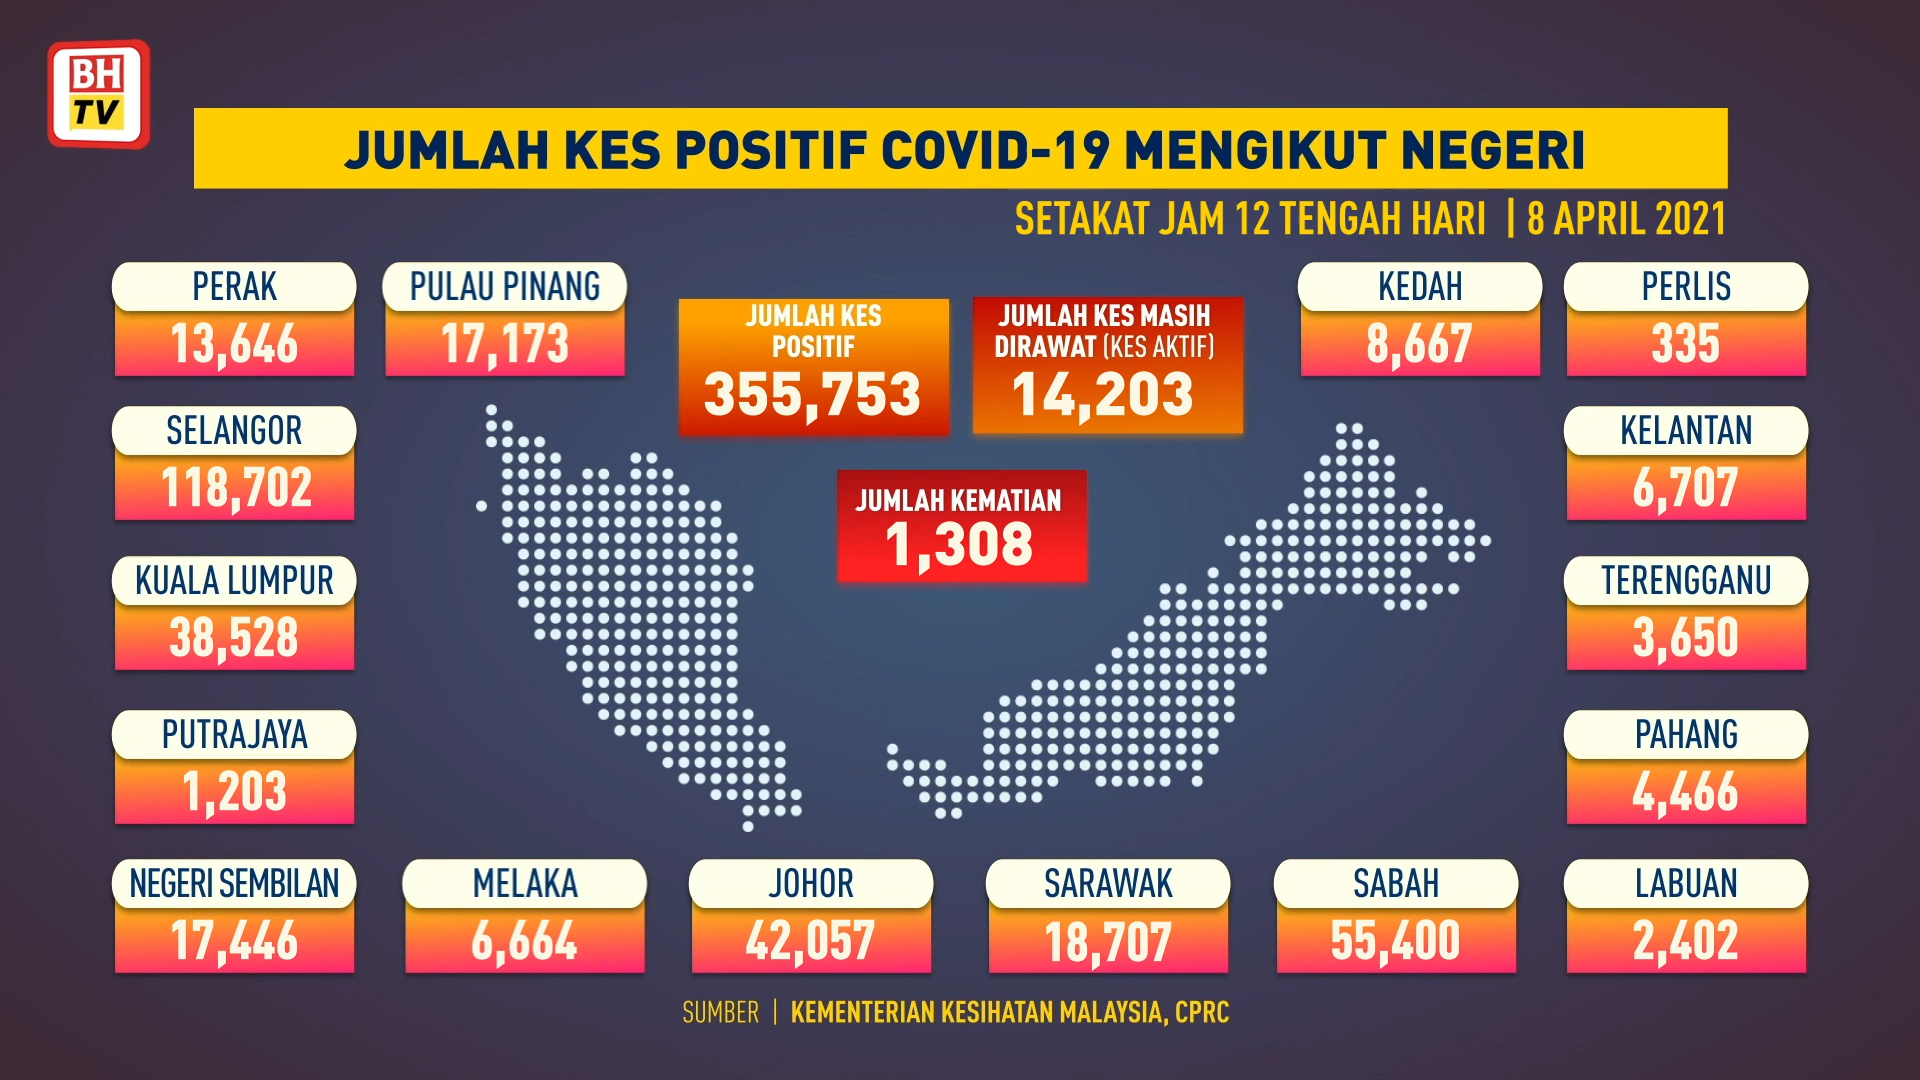 BH
TV
JUMLAH KES POSITIF COVID-19 MENGIKUT NEGERI
SETAKAT JAM 12 TENGAH HARI | 8 APRIL 2021
PERAK
13,646
PULAU PINANG
17,173
JUMLAH KES
POSITIF
355,753
JUMLAH KES MASIH
DIRAWAT (KES AKTIF)
14,203
KEDAH
8,667
PERLIS
335
SELANGOR
118,702
JUMLAH KEMATIAN
1,308
KELANTAN
6,707
KUALA LUMPUR
38,528
TERENGGANU
3,650
PUTRAJAYA
1,203
PAHANG
4,466
NEGERI SEMBILAN
17,446
MELAKA
6,664
JOHOR
42,057
SARAWAK
18,707
SABAH
55,400
LABUAN
2,402
SUMBER | KEMENTERIAN KESIHATAN MALAYSIA, CPRC